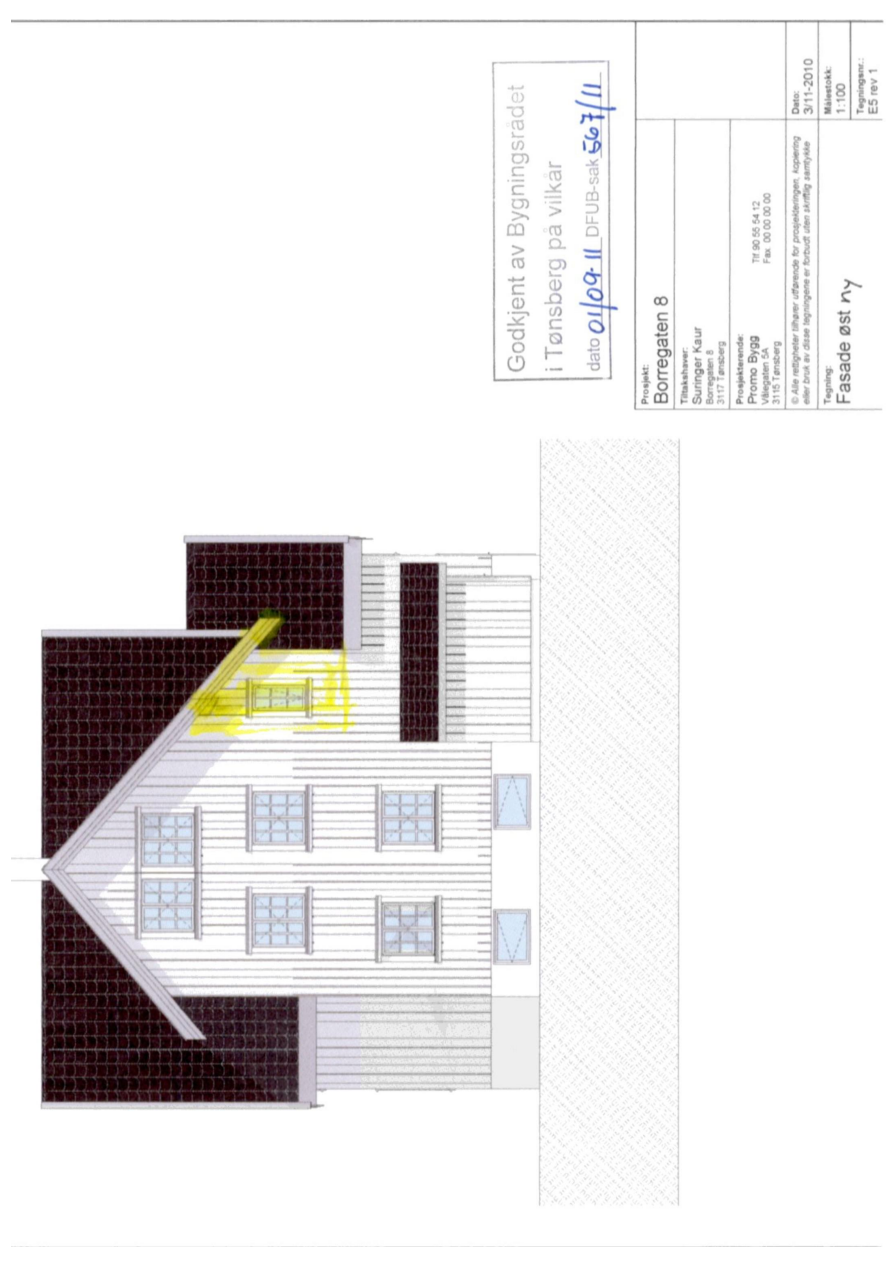 Godkjent av Bygningsrådet
i Tønsberg på vilkår
dato 01/09-11 DFUB-sak 567/11
Prosjekt:
Borregaten 8
Tiltakshaver:
Suringer Kaur
Borregaten 8
3117 Tønsberg
Prosjekterende:
Promo Bygg
Vålegaten 5A
3115 Tønsberg
Tlf 90 55 54 12
Fax 00 00 00 00
© Alle rettigheter tilhører utførende for prosjekteringen, kopiering
eller bruk av disse tegningene er forbudt uten skriftlig samtykke
Dato:
3/11-2010
Tegning:
Fasade øst ny
Målestokk:
1:100
Tegningsnr.:
E5 rev 1